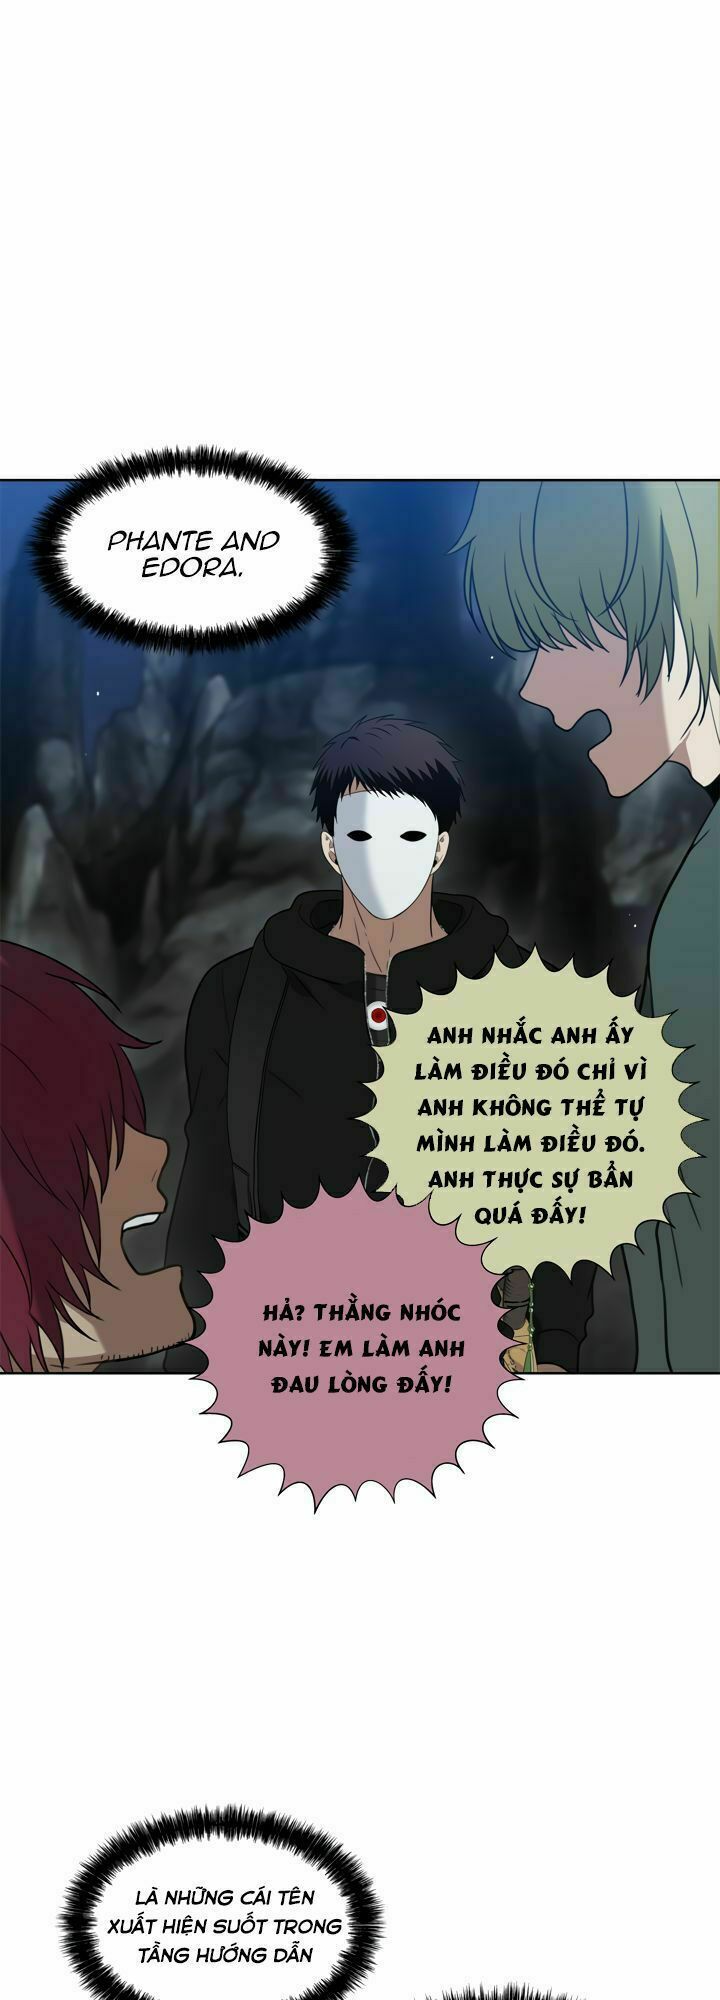 PHANTE AND
EDORA.
ANH NHẮC ANH ẤY
LÀM ĐIỀU ĐÓ CHỈ VÌ
ANH KHÔNG THỂ TỰ
MÌNH LÀM ĐIỀU ĐÓ.
ANH THỰC SỰ BẨN
QUÁ ĐẤY!
HẢ? THẰNG NHÓC
NÀY! EM LÀM ANH
ĐAU LÒNG ĐẤY!
LÀ NHỮNG CÁI TÊN
XUẤT HIỆN SUỐT TRONG
TẦNG HƯỚNG DẪN